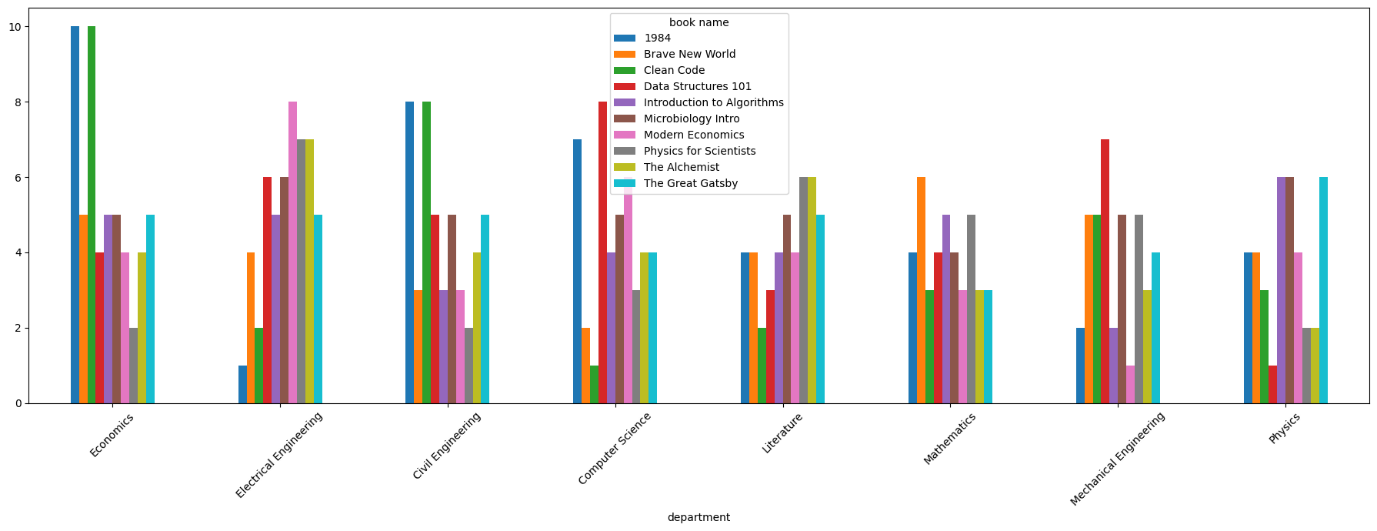 10
8
6
4
2
0
book name
1984
Brave New World
Clean Code
Data Structures 101
Introduction to Algorithms
Microbiology Intro
Modern Economics
Physics for Scientists
The Alchemist
The Great Gatsby
Economics
Electrical Engineering
Civil Engineering
Computer Science
Literature
Mathematics
Mechanical Engineering
Physics
department